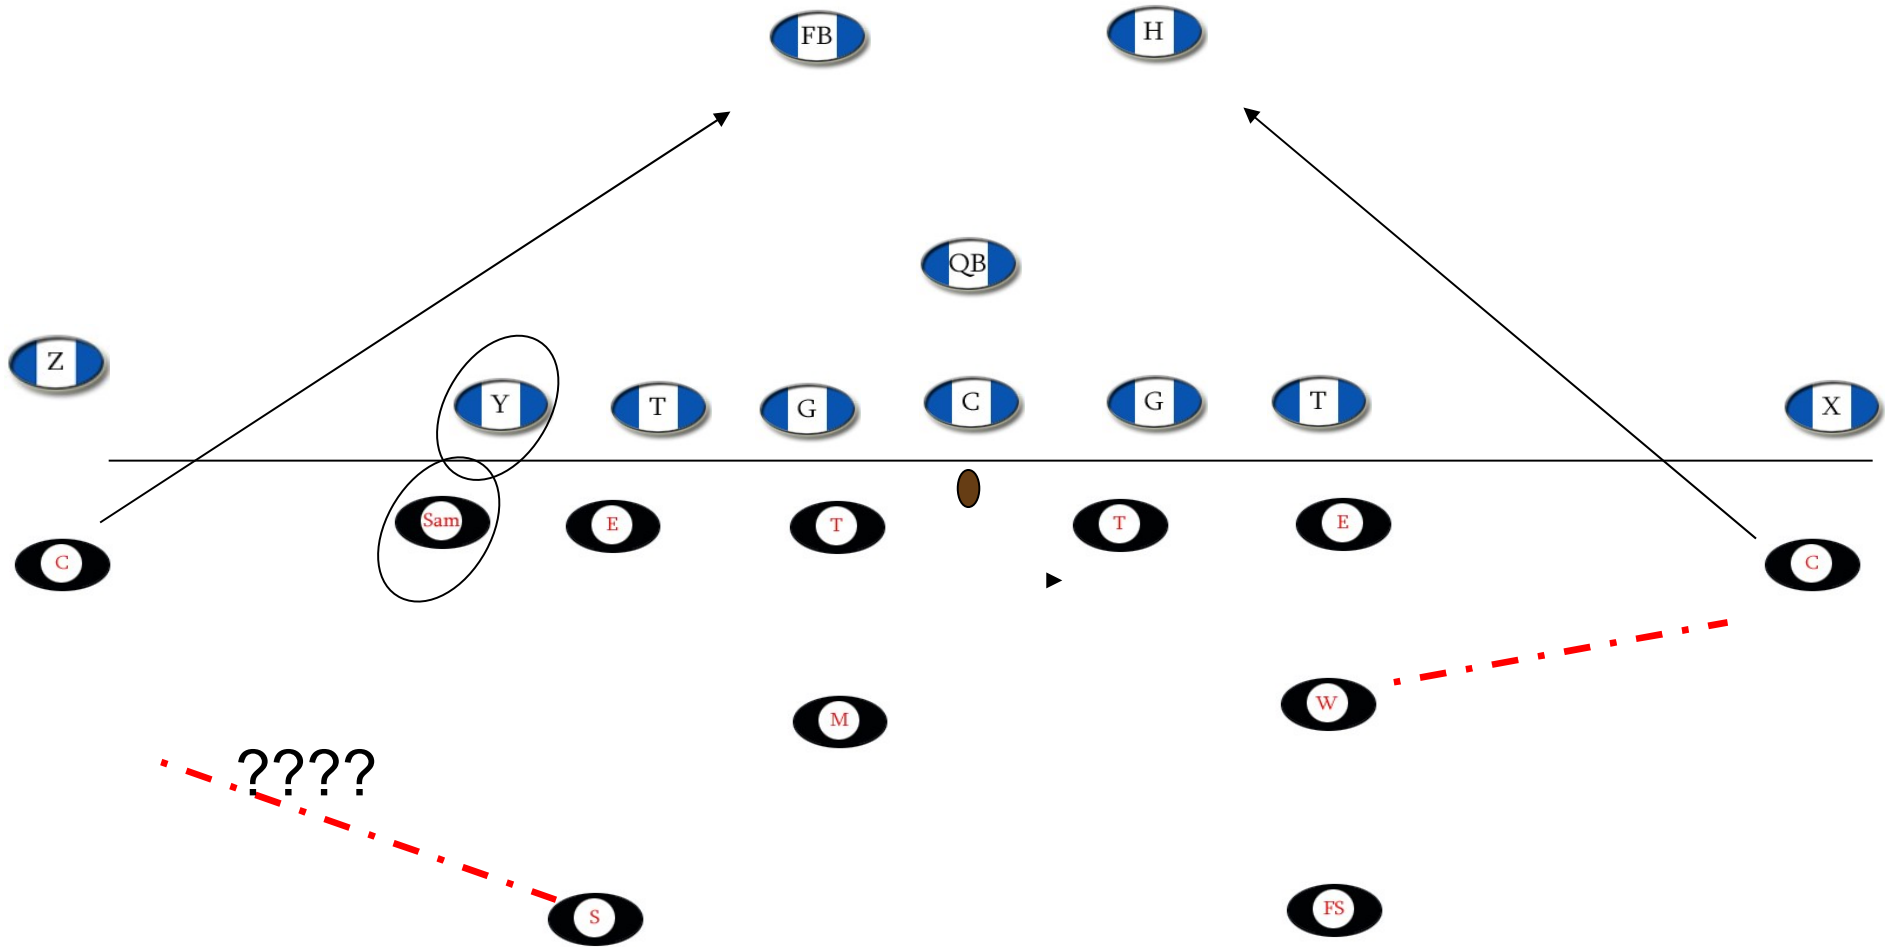 FB H
QB
Z
Y T G C G T X
Sam E T T E
C C
M W
????
S FS